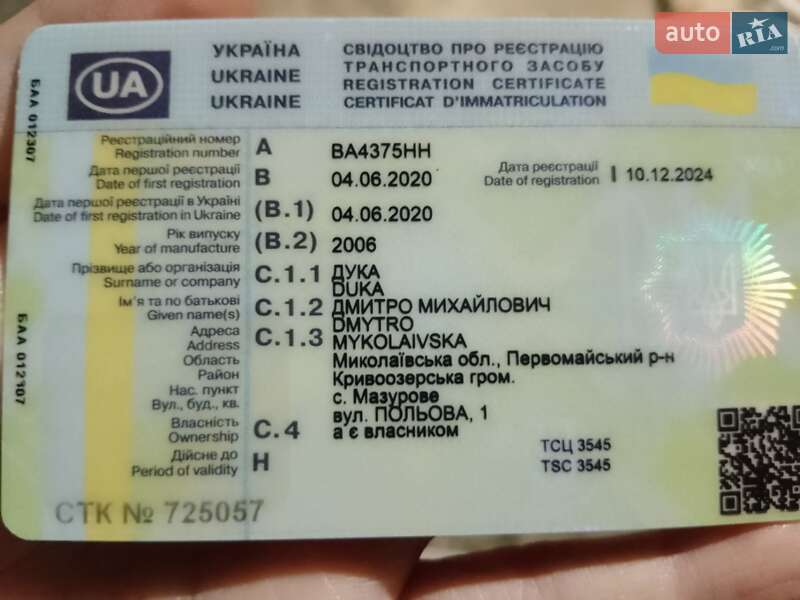 auto RIA .com
UA
УКРАЇНА
UKRAINE
UKRAINE
СВІДОЦТВО ПРО РЕЄСТРАЦІЮ
ТРАНСПОРТНОГО ЗАСОБУ
REGISTRATION CERTIFICATE
CERTIFICAT D'IMMATRICULATION
БАА 012307
Реєстраційний номер
Registration number
A
BA4375HH
Дата першої реєстрації
Date of first registration
B
04.06.2020
Дата реєстрації
Date of registration
I
10.12.2024
Дата першої реєстрації в Україні
Date of first registration in Ukraine
(B.1)
04.06.2020
Рік випуску
Year of manufacture
(B.2)
2006
Прізвище або організація
Surname or company
C.1.1
ДУКА
DUKA
Ім'я та по батькові
Given name(s)
C.1.2
ДМИТРО МИХАЙЛОВИЧ
DMYTRO
Адреса
Address
C.1.3
MYKOLAIVSKA
Область
Район
Нас. пункт
Вул., буд., кв.
Миколаївська обл., Первомайський р-н
Кривоозерська гром.
с. Мазурове
вул. ПОЛЬОВА, 1
Власність
Ownership
C.4
а є власником
Дійсне до
Period of validity
H
ТСЦ 3545
TSC 3545
БАА 012307
СТК № 725057